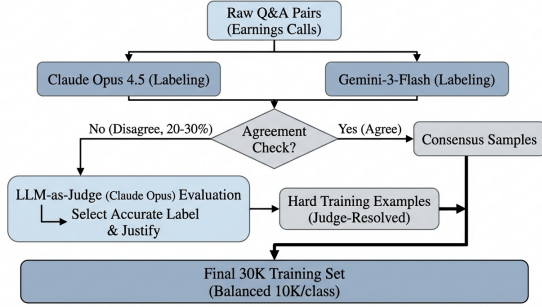 Raw Q&A Pairs
(Earnings Calls)
Claude Opus 4.5 (Labeling)
Gemini-3-Flash (Labeling)
Agreement
Check?
No (Disagree, 20-30%)
Yes (Agree)
Consensus Samples
LLM-as-Judge (Claude Opus) Evaluation
Select Accurate Label
& Justify
Hard Training Examples
(Judge-Resolved)
Final 30K Training Set
(Balanced 10K/class)